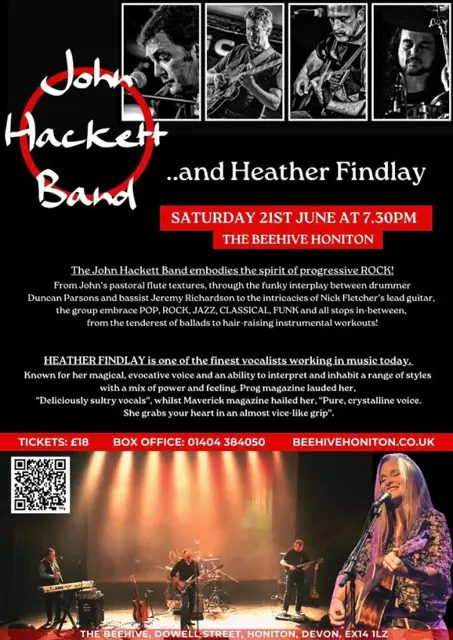 John
Hackett
Band
..and Heather Findlay
SATURDAY 21ST JUNE AT 7.30PM
THE BEEHIVE HONITON
The John Hackett Band embodies the spirit of progressive ROCK!
From John's pastoral flute textures, through the funky interplay between drummer
Duncan Parsons and bassist Jeremy Richardson to the intricacies of Nick Fletcher's lead guitar,
the group embrace POP, ROCK, JAZZ, CLASSICAL, FUNK and all stops in-between,
from the tenderest of ballads to hair-raising instrumental workouts!
HEATHER FINDLAY is one of the finest vocalists working in music today.
Known for her magical, evocative voice and an ability to interpret and inhabit a range of styles
with a mix of power and feeling. Prog magazine lauded her,
“Deliciously sultry vocals”, whilst Maverick magazine hailed her, “Pure, crystalline voice.
She grabs your heart in an almost vice-like grip”.
TICKETS: £18 BOX OFFICE: 01404 384050 BEEHIVEHONITON.CO.UK
THE BEEHIVE, DOWELL STREET, HONITON, DEVON, EX14 1LZ